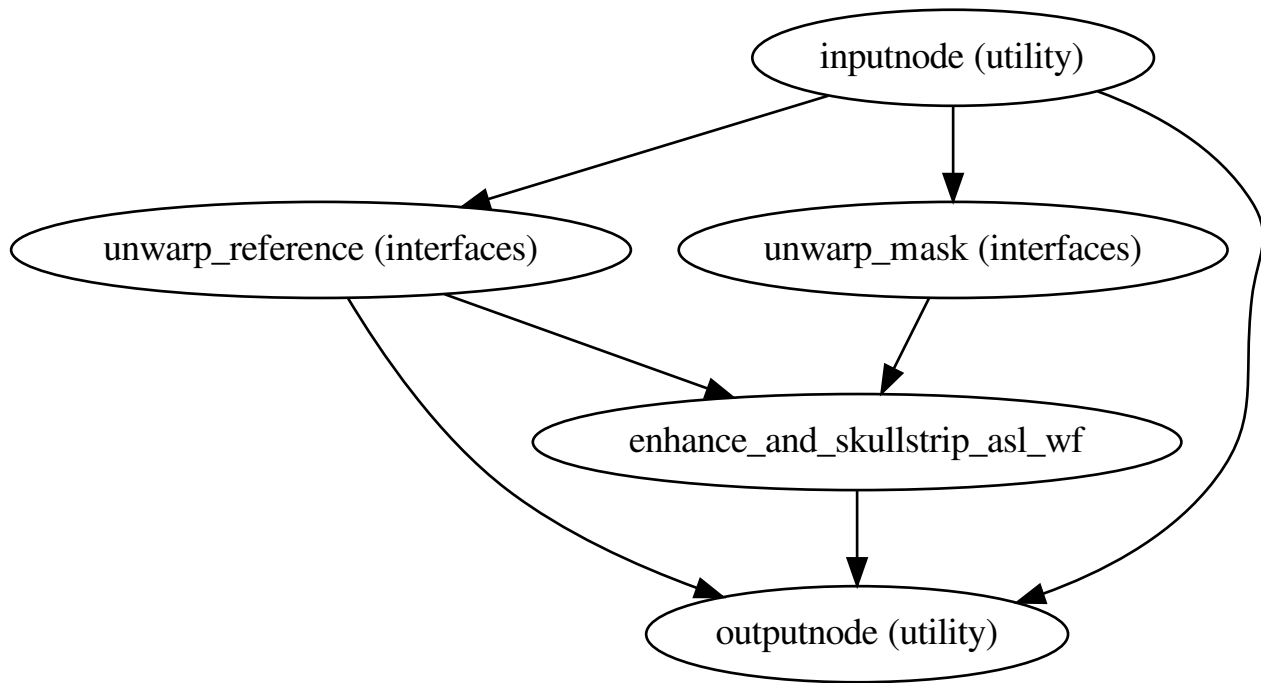 inputnode (utility)
unwarp_reference (interfaces)
unwarp_mask (interfaces)
enhance_and_skullstrip_asl_wf
outputnode (utility)